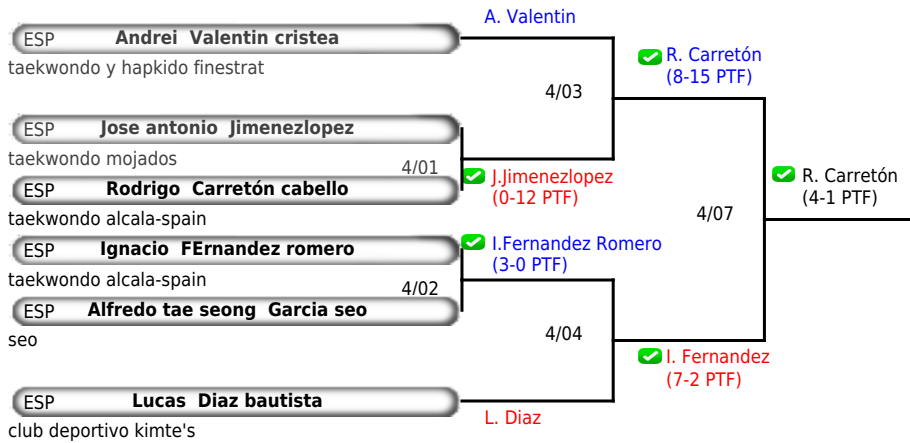 A. Valentin
ESP Andrei Valentin cristea
taekwondo y hapkido finestrat
R. Carretón
(8-15 PTF)
4/03
ESP Jose antonio Jimenezlopez
taekwondo mojados
4/01
J.Jimenezlopez
(0-12 PTF)
ESP Rodrigo Carretón cabello
taekwondo alcala-spain
R. Carretón
(4-1 PTF)
4/07
ESP Ignacio FErnandez romero
taekwondo alcala-spain
I.Fernandez Romero
(3-0 PTF)
4/02
ESP Alfredo tae seong Garcia seo
seo
4/04
I. Fernandez
(7-2 PTF)
ESP Lucas Diaz bautista
club deportivo kimte's
L. Diaz